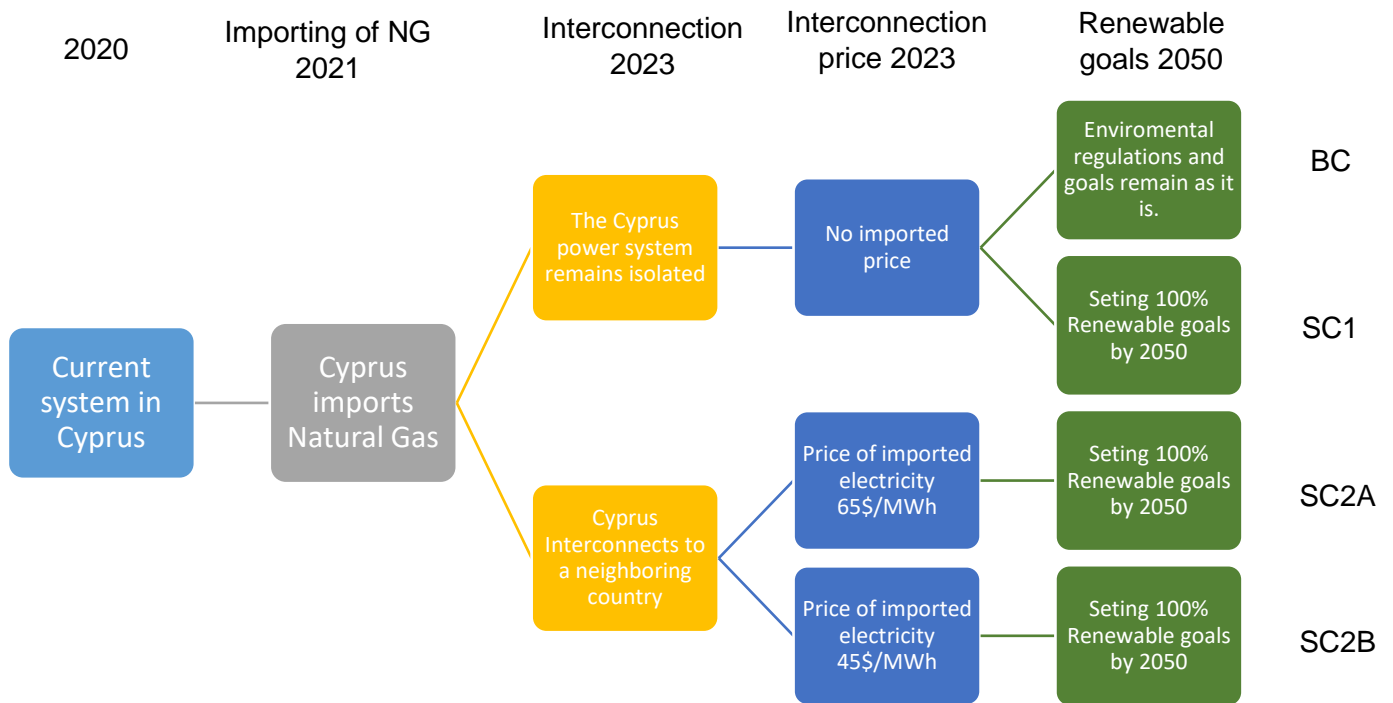 2020
Importing of NG
2021
Interconnection
2023
Interconnection
price 2023
Renewable
goals 2050
Current
system in
Cyprus
Cyprus
imports
Natural Gas
The Cyprus
power system
remains isolated
No imported
price
Enviromental
regulations and
goals remain as it
is.
BC
Seting 100%
Renewable goals
by 2050
SC1
Cyprus
Interconnects to
a neighboring
country
Price of imported
electricity
65$/MWh
Seting 100%
Renewable goals
by 2050
SC2A
Price of imported
electricity
45$/MWh
Seting 100%
Renewable goals
by 2050
SC2B